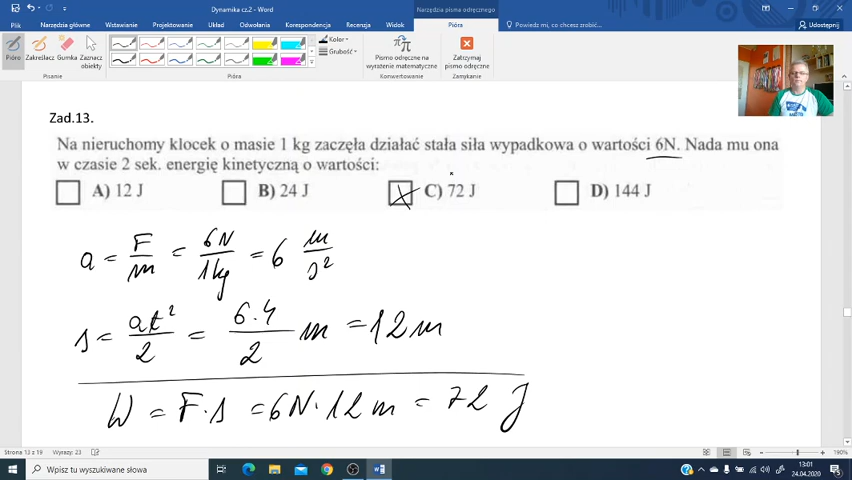 Dynamika cz.2 - Word
Narzędzia pisma odręcznego
Plik Narzędzia główne Wstawianie Projektowanie Układ Odwołania Korespondencja Recenzja Widok Pióra Powiedz mi, co chcesz zrobić. Udostępnij
Pióro Zakreślacz Gumka Zaznacz obiekty
Kolor
Grubość
Pismo odręczne na wyrażenie matematyczne
Zatrzymaj pismo odręczne
Pisanie Pióra Konwertowanie Zamykanie
Zad.13.
Na nieruchomy klocek o masie 1 kg zaczęła działać stała siła wypadkowa o wartości 6N. Nada mu ona
w czasie 2 sek. energię kinetyczną o wartości:
A) 12 J B) 24 J C) 72 J D) 144 J
a = F/m = 6N/1kg = 6 m/s²
s = at²/2 = 6·4/2 m = 12 m
W = F·s = 6N·12m = 72 J
Strona 13 z 19 Wyrazy: 23 190%
Wpisz tu wyszukiwane słowa
13:01
24.04.2020